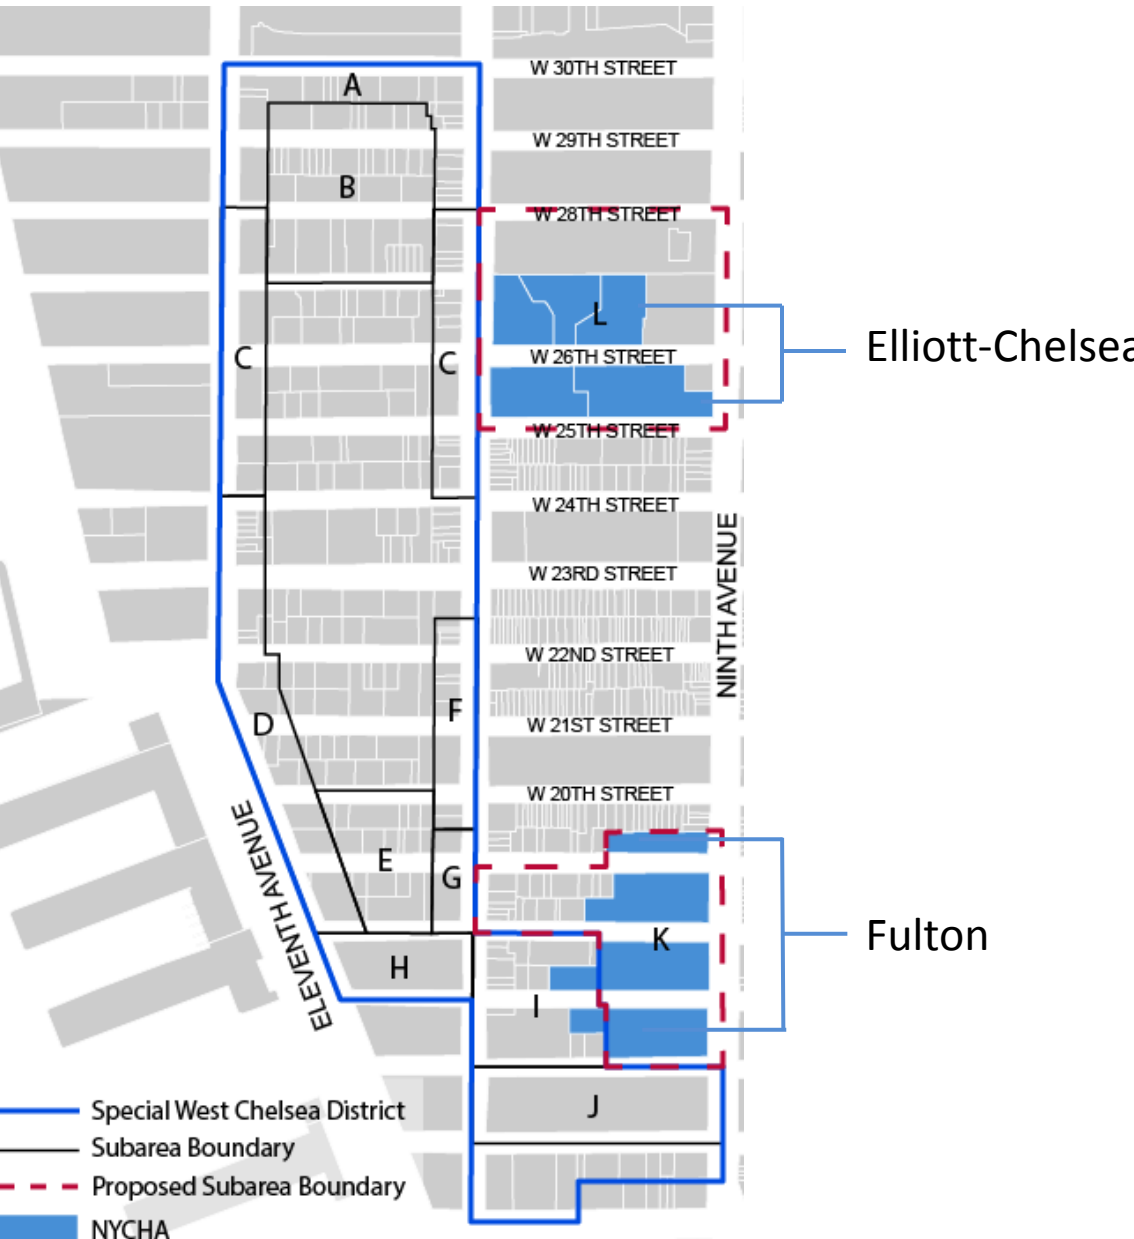 W 30TH STREET
A
W 29TH STREET
B
W 28TH STREET
L
Elliott-Chelsea
W 26TH STREET
C
C
W 25TH STREET
W 24TH STREET
NINTH AVENUE
W 23RD STREET
W 22ND STREET
F
D
W 21ST STREET
W 20TH STREET
ELEVENTH AVENUE
E
G
K
Fulton
H
I
J
Special West Chelsea District
Subarea Boundary
Proposed Subarea Boundary
NYCHA